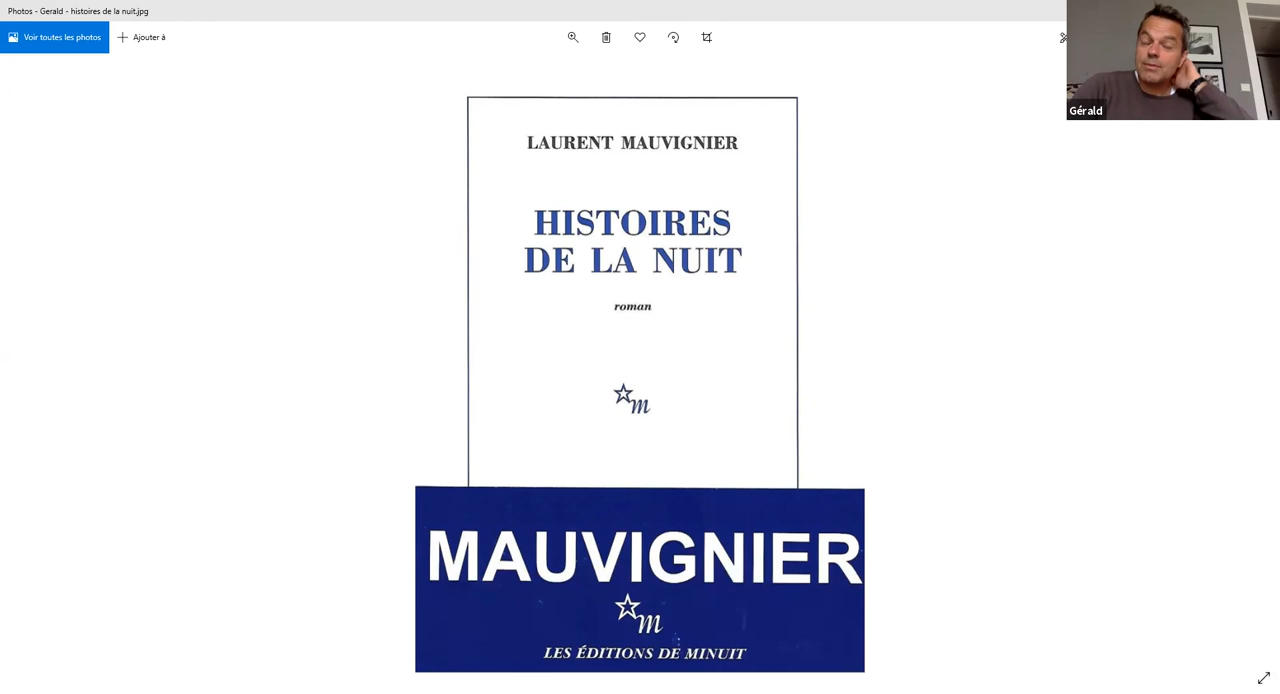 Photos - Gerald - histoires de la nuit.jpg
Voir toutes les photos
Ajouter à
Gérald
LAURENT MAUVIGNIER
HISTOIRES
DE LA NUIT
roman
m
MAUVIGNIER
m
LES ÉDITIONS DE MINUIT